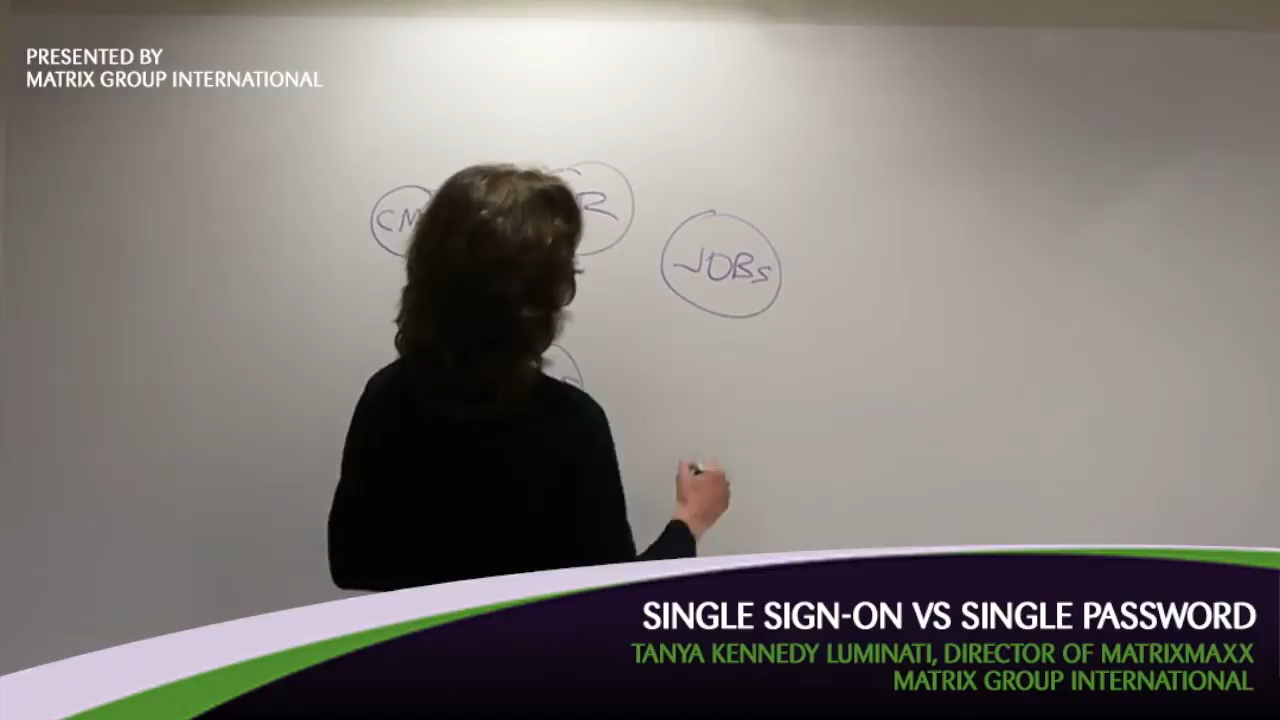 PRESENTED BY
MATRIX GROUP INTERNATIONAL
JOBS
SINGLE SIGN-ON VS SINGLE PASSWORD
TANYA KENNEDY LUMINATI, DIRECTOR OF MATRIXMAXX
MATRIX GROUP INTERNATIONAL